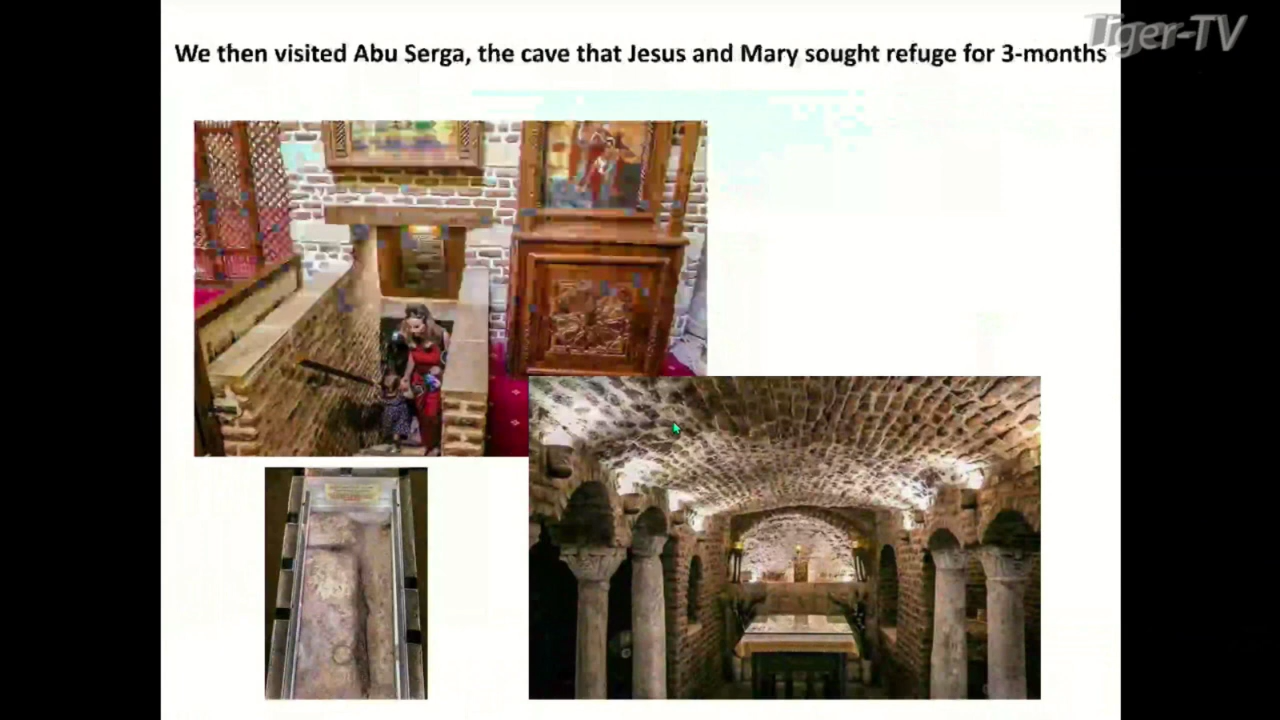 Tiger-TV
We then visited Abu Serga, the cave that Jesus and Mary sought refuge for 3-months